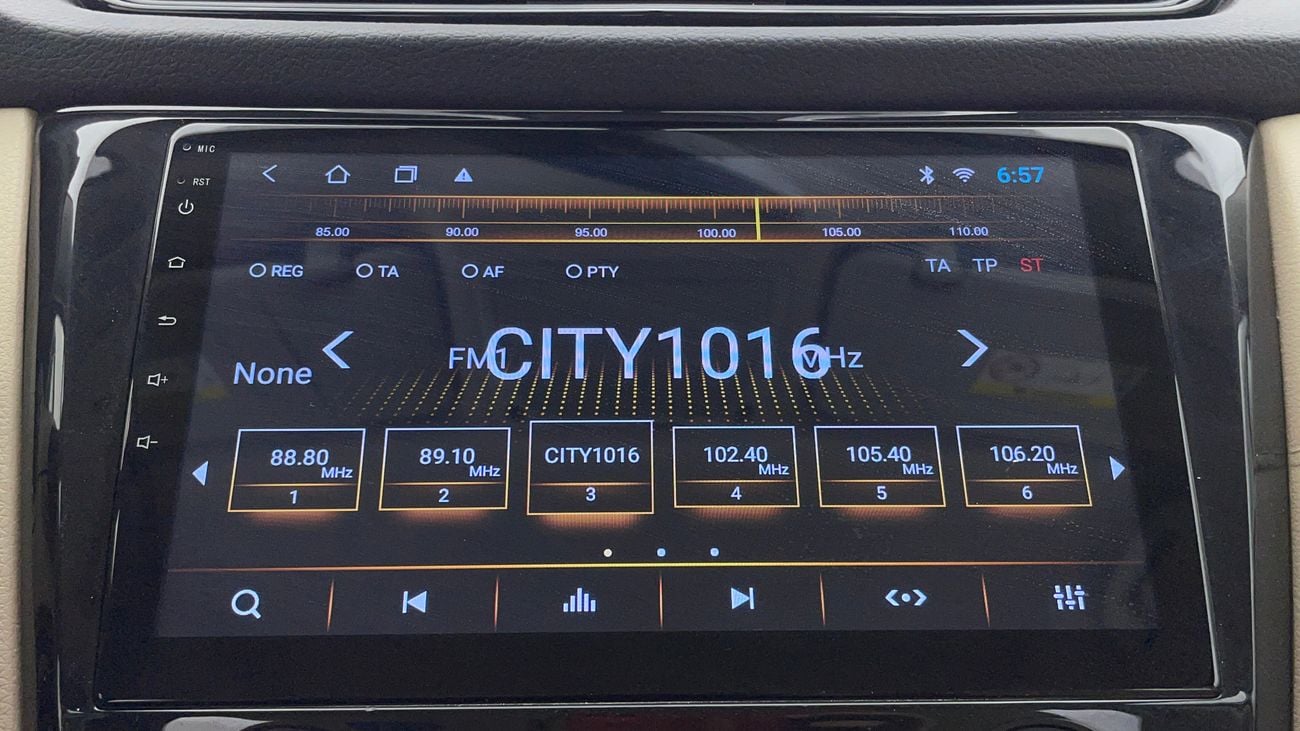 MIC
RST
6:57
85.00 90.00 95.00 100.00 105.00 110.00
REG TA AF PTY TA TP ST
None FM1 CITY1016 MHz
88.80 MHz 89.10 MHz CITY1016 102.40 MHz 105.40 MHz 106.20 MHz
1 2 3 4 5 6